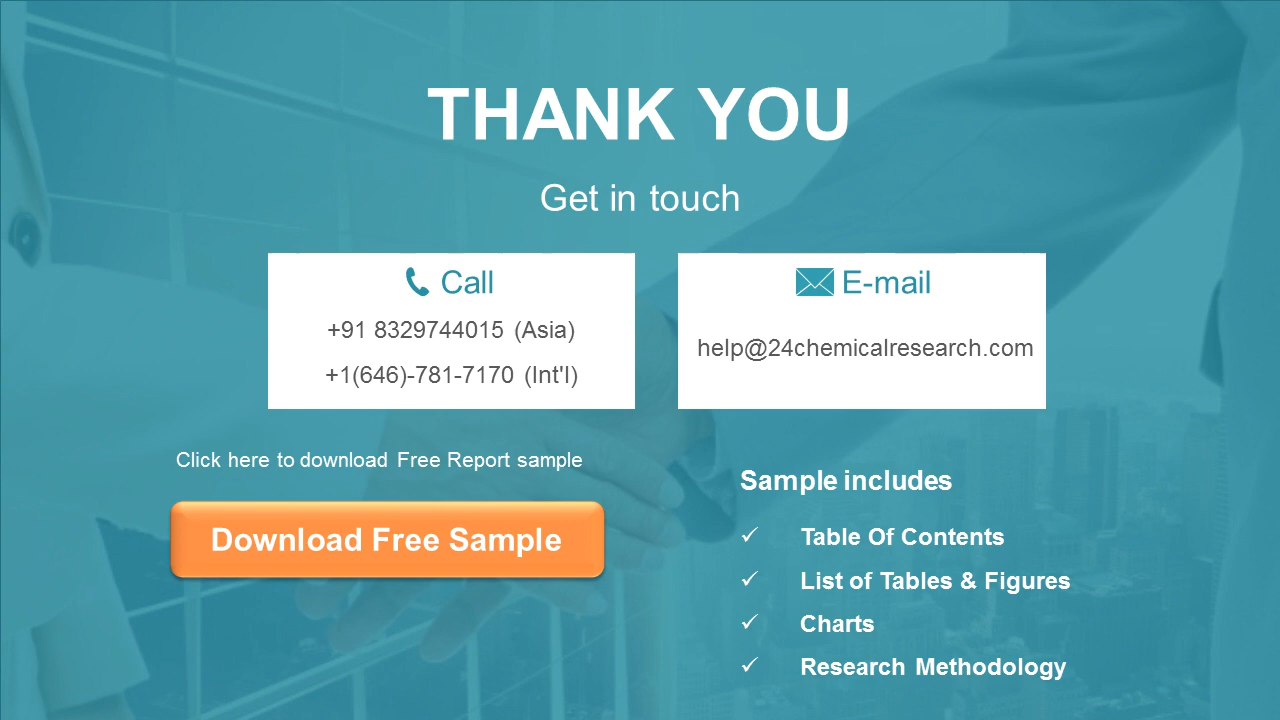 THANK YOU
Get in touch
Call
+91 8329744015 (Asia)
+1(646)-781-7170 (Int'l)
E-mail
help@24chemicalresearch.com
Click here to download Free Report sample
Download Free Sample
Sample includes
✓ Table Of Contents
✓ List of Tables & Figures
✓ Charts
✓ Research Methodology